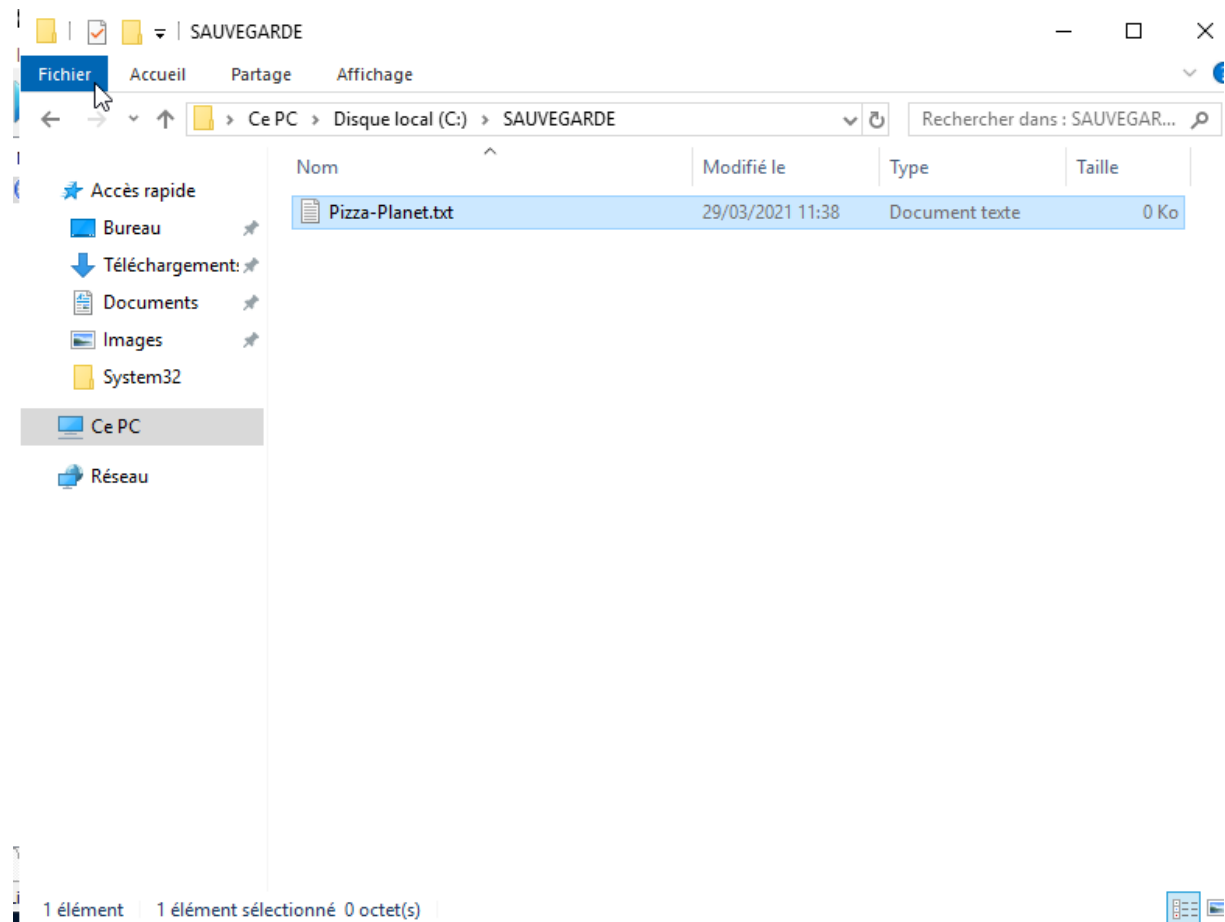 SAUVEGARDE
Fichier Accueil Partage Affichage
Ce PC > Disque local (C:) > SAUVEGARDE Rechercher dans : SAUVEGAR...
Nom Modifié le Type Taille
Accès rapide
Pizza-Planet.txt 29/03/2021 11:38 Document texte 0 Ko
Bureau
Téléchargements
Documents
Images
System32
Ce PC
Réseau
1 élément 1 élément sélectionné 0 octet(s)